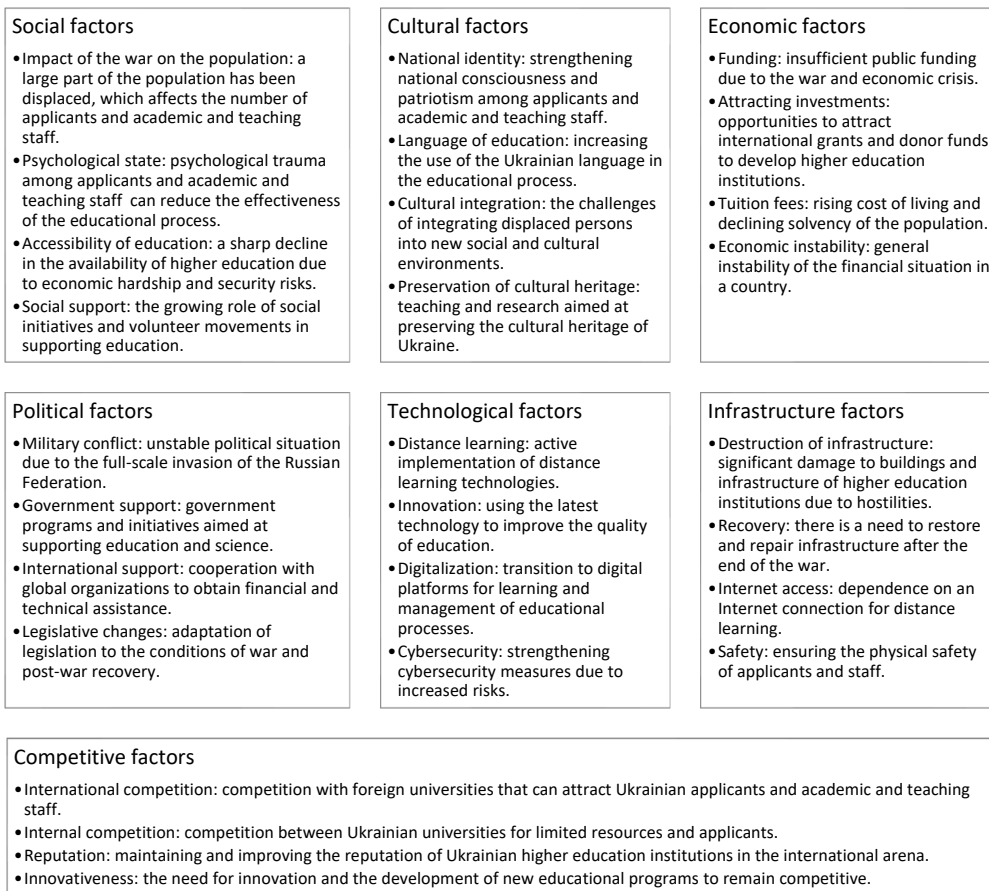 Social factors
•Impact of the war on the population: a
large part of the population has been
displaced, which affects the number of
applicants and academic and teaching
staff.
•Psychological state: psychological trauma
among applicants and academic and
teaching staff  can reduce the effectiveness
of the educational process.
•Accessibility of education: a sharp decline
in the availability of higher education due
to economic hardship and security risks.
•Social support: the growing role of social
initiatives and volunteer movements in
supporting education.
Cultural factors
•National identity: strengthening
national consciousness and
patriotism among applicants and
academic and teaching staff.
•Language of education: increasing
the use of the Ukrainian language in
the educational process.
•Cultural integration: the challenges
of integrating displaced persons
into new social and cultural
environments.
•Preservation of cultural heritage:
teaching and research aimed at
preserving the cultural heritage of
Ukraine.
Economic factors
•Funding: insufficient public funding
due to the war and economic crisis.
•Attracting investments:
opportunities to attract
international grants and donor funds
to develop higher education
institutions.
•Tuition fees: rising cost of living and
declining solvency of the population.
•Economic instability: general
instability of the financial situation in
a country.
Political factors
•Military conflict: unstable political situation
due to the full-scale invasion of the Russian
Federation.
•Government support: government
programs and initiatives aimed at
supporting education and science.
•International support: cooperation with
global organizations to obtain financial and
technical assistance.
•Legislative changes: adaptation of
legislation to the conditions of war and
post-war recovery.
Technological factors
•Distance learning: active
implementation of distance
learning technologies.
•Innovation: using the latest
technology to improve the quality
of education.
•Digitalization: transition to digital
platforms for learning and
management of educational
processes.
•Cybersecurity: strengthening
cybersecurity measures due to
increased risks.
Infrastructure factors
•Destruction of infrastructure:
significant damage to buildings and
infrastructure of higher education
institutions due to hostilities.
•Recovery: there is a need to restore
and repair infrastructure after the
end of the war.
•Internet access: dependence on an
Internet connection for distance
learning.
•Safety: ensuring the physical safety
of applicants and staff.
Competitive factors
•International competition: competition with foreign universities that can attract Ukrainian applicants and academic and teaching
staff.
•Internal competition: competition between Ukrainian universities for limited resources and applicants.
•Reputation: maintaining and improving the reputation of Ukrainian higher education institutions in the international arena.
•Innovativeness: the need for innovation and the development of new educational programs to remain competitive.